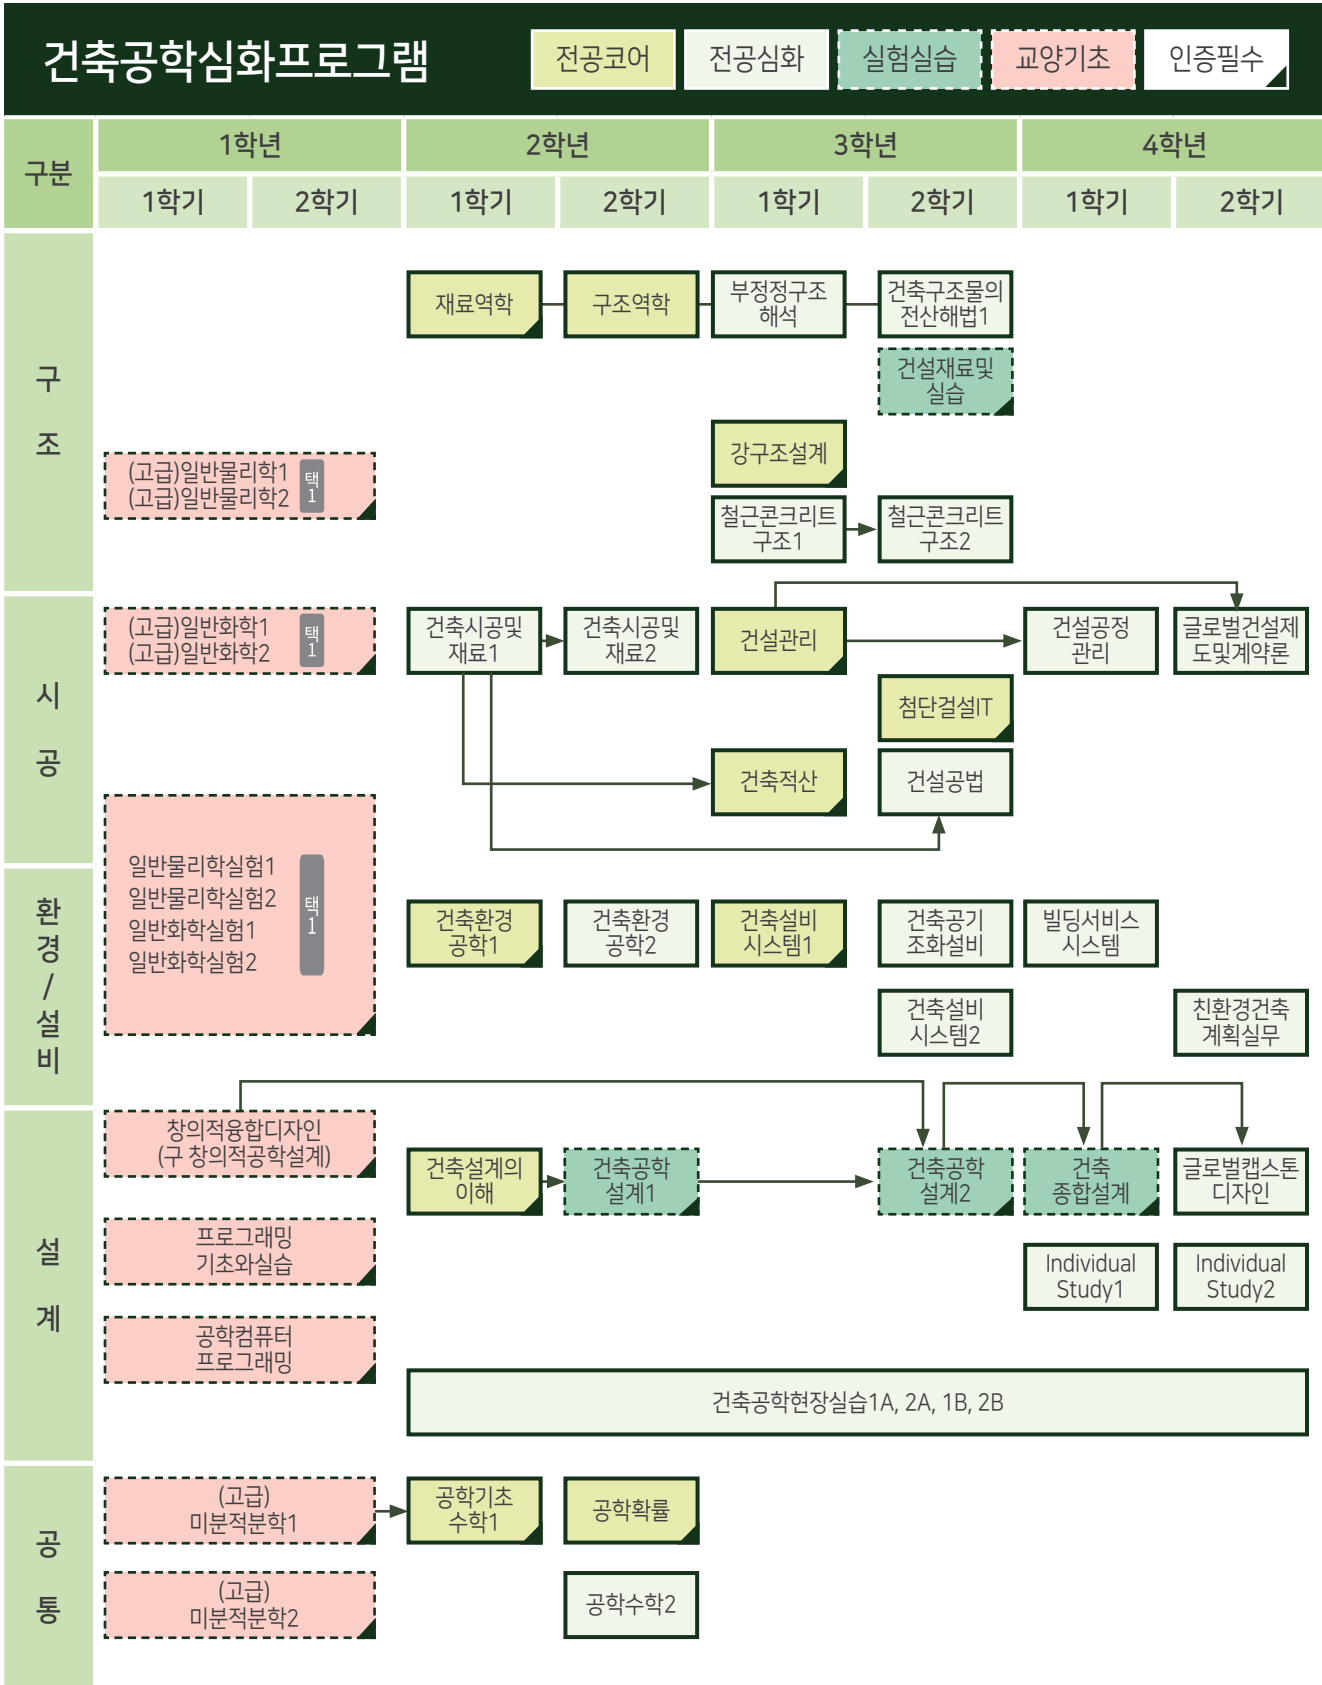 건축공학심화프로그램
전공코어
전공심화
실험실습
교양기초
인증필수
구분
1학년
2학년
3학년
4학년
1학기
2학기
1학기
2학기
1학기
2학기
1학기
2학기
구
조
재료역학
구조역학
부정정구조
해석
건축구조물의
전산해법1
건설재료및
실습
강구조설계
(고급)일반물리학1
(고급)일반물리학2
택
1
철근콘크리트
구조1
철근콘크리트
구조2
시
공
(고급)일반화학1
(고급)일반화학2
택
1
건축시공및
재료1
건축시공및
재료2
건설관리
건설공정
관리
글로벌건설제
도및계약론
첨단걸설IT
건축적산
건설공법
일반물리학실험1
일반물리학실험2
일반화학실험1
일반화학실험2
택
1
환
경
/
설
비
건축환경
공학1
건축환경
공학2
건축설비
시스템1
건축공기
조화설비
빌딩서비스
시스템
건축설비
시스템2
친환경건축
계획실무
설
계
창의적융합디자인
(구 창의적공학설계)
건축설계의
이해
건축공학
설계1
건축공학
설계2
건축
종합설계
글로벌캡스톤
디자인
프로그래밍
기초와실습
Individual
Study1
Individual
Study2
공학컴퓨터
프로그래밍
건축공학현장실습1A, 2A, 1B, 2B
공
통
(고급)
미분적분학1
공학기초
수학1
공학확률
(고급)
미분적분학2
공학수학2